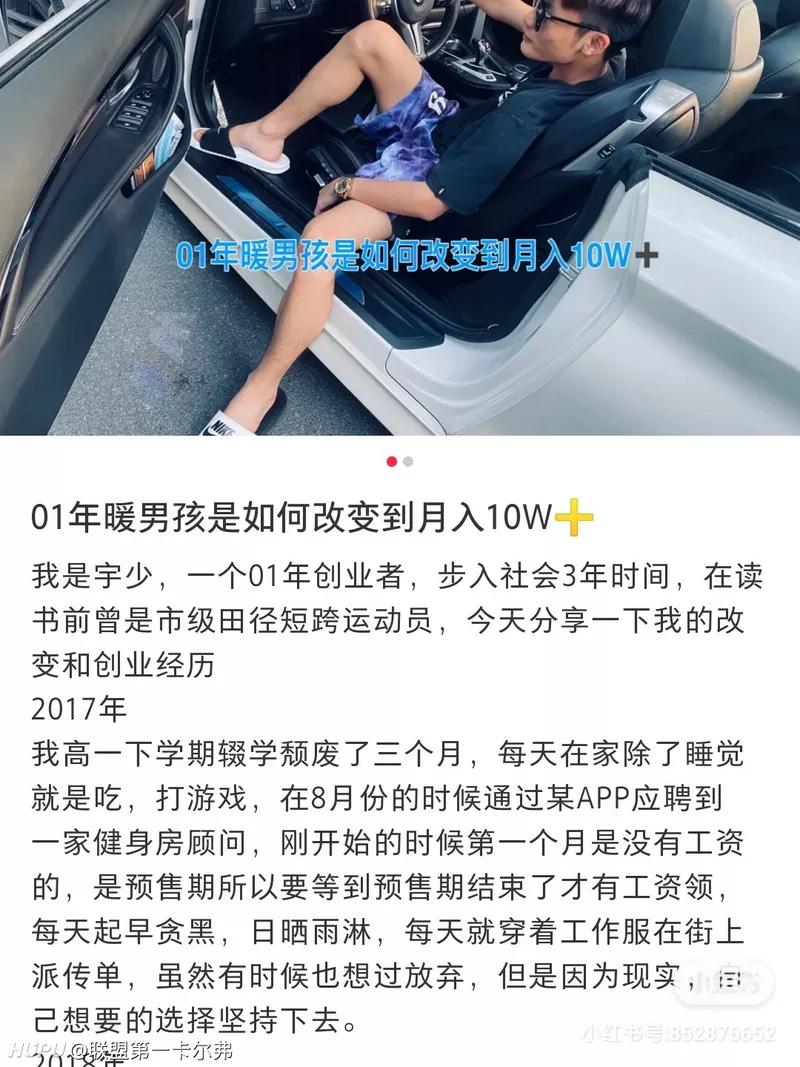 01年暖男孩是如何改变到月入10W➕
NIKE
01年暖男孩是如何改变到月入10W➕
我是宇少，一个01年创业者，步入社会3年时间，在读
书前曾是市级田径短跨运动员，今天分享一下我的改
变和创业经历
2017年
我高一下学期辍学颓废了三个月，每天在家除了睡觉
就是吃，打游戏，在8月份的时候通过某APP应聘到
一家健身房顾问，刚开始的时候第一个月是没有工资
的，是预售期所以要等到预售期结束了才有工资领，
每天起早贪黑，日晒雨淋，每天就穿着工作服在街上
派传单，虽然有时候也想过放弃，但是因为现实，自
己想要的选择坚持下去。
小红书
小红书号:852876652
HUPU @联盟第一卡尔弗
2018年